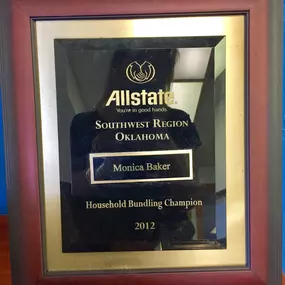 Allstate®
You're in good hands.
SOUTHWEST REGION
OKLAHOMA
Monica Baker
Household Bundling Champion
2012